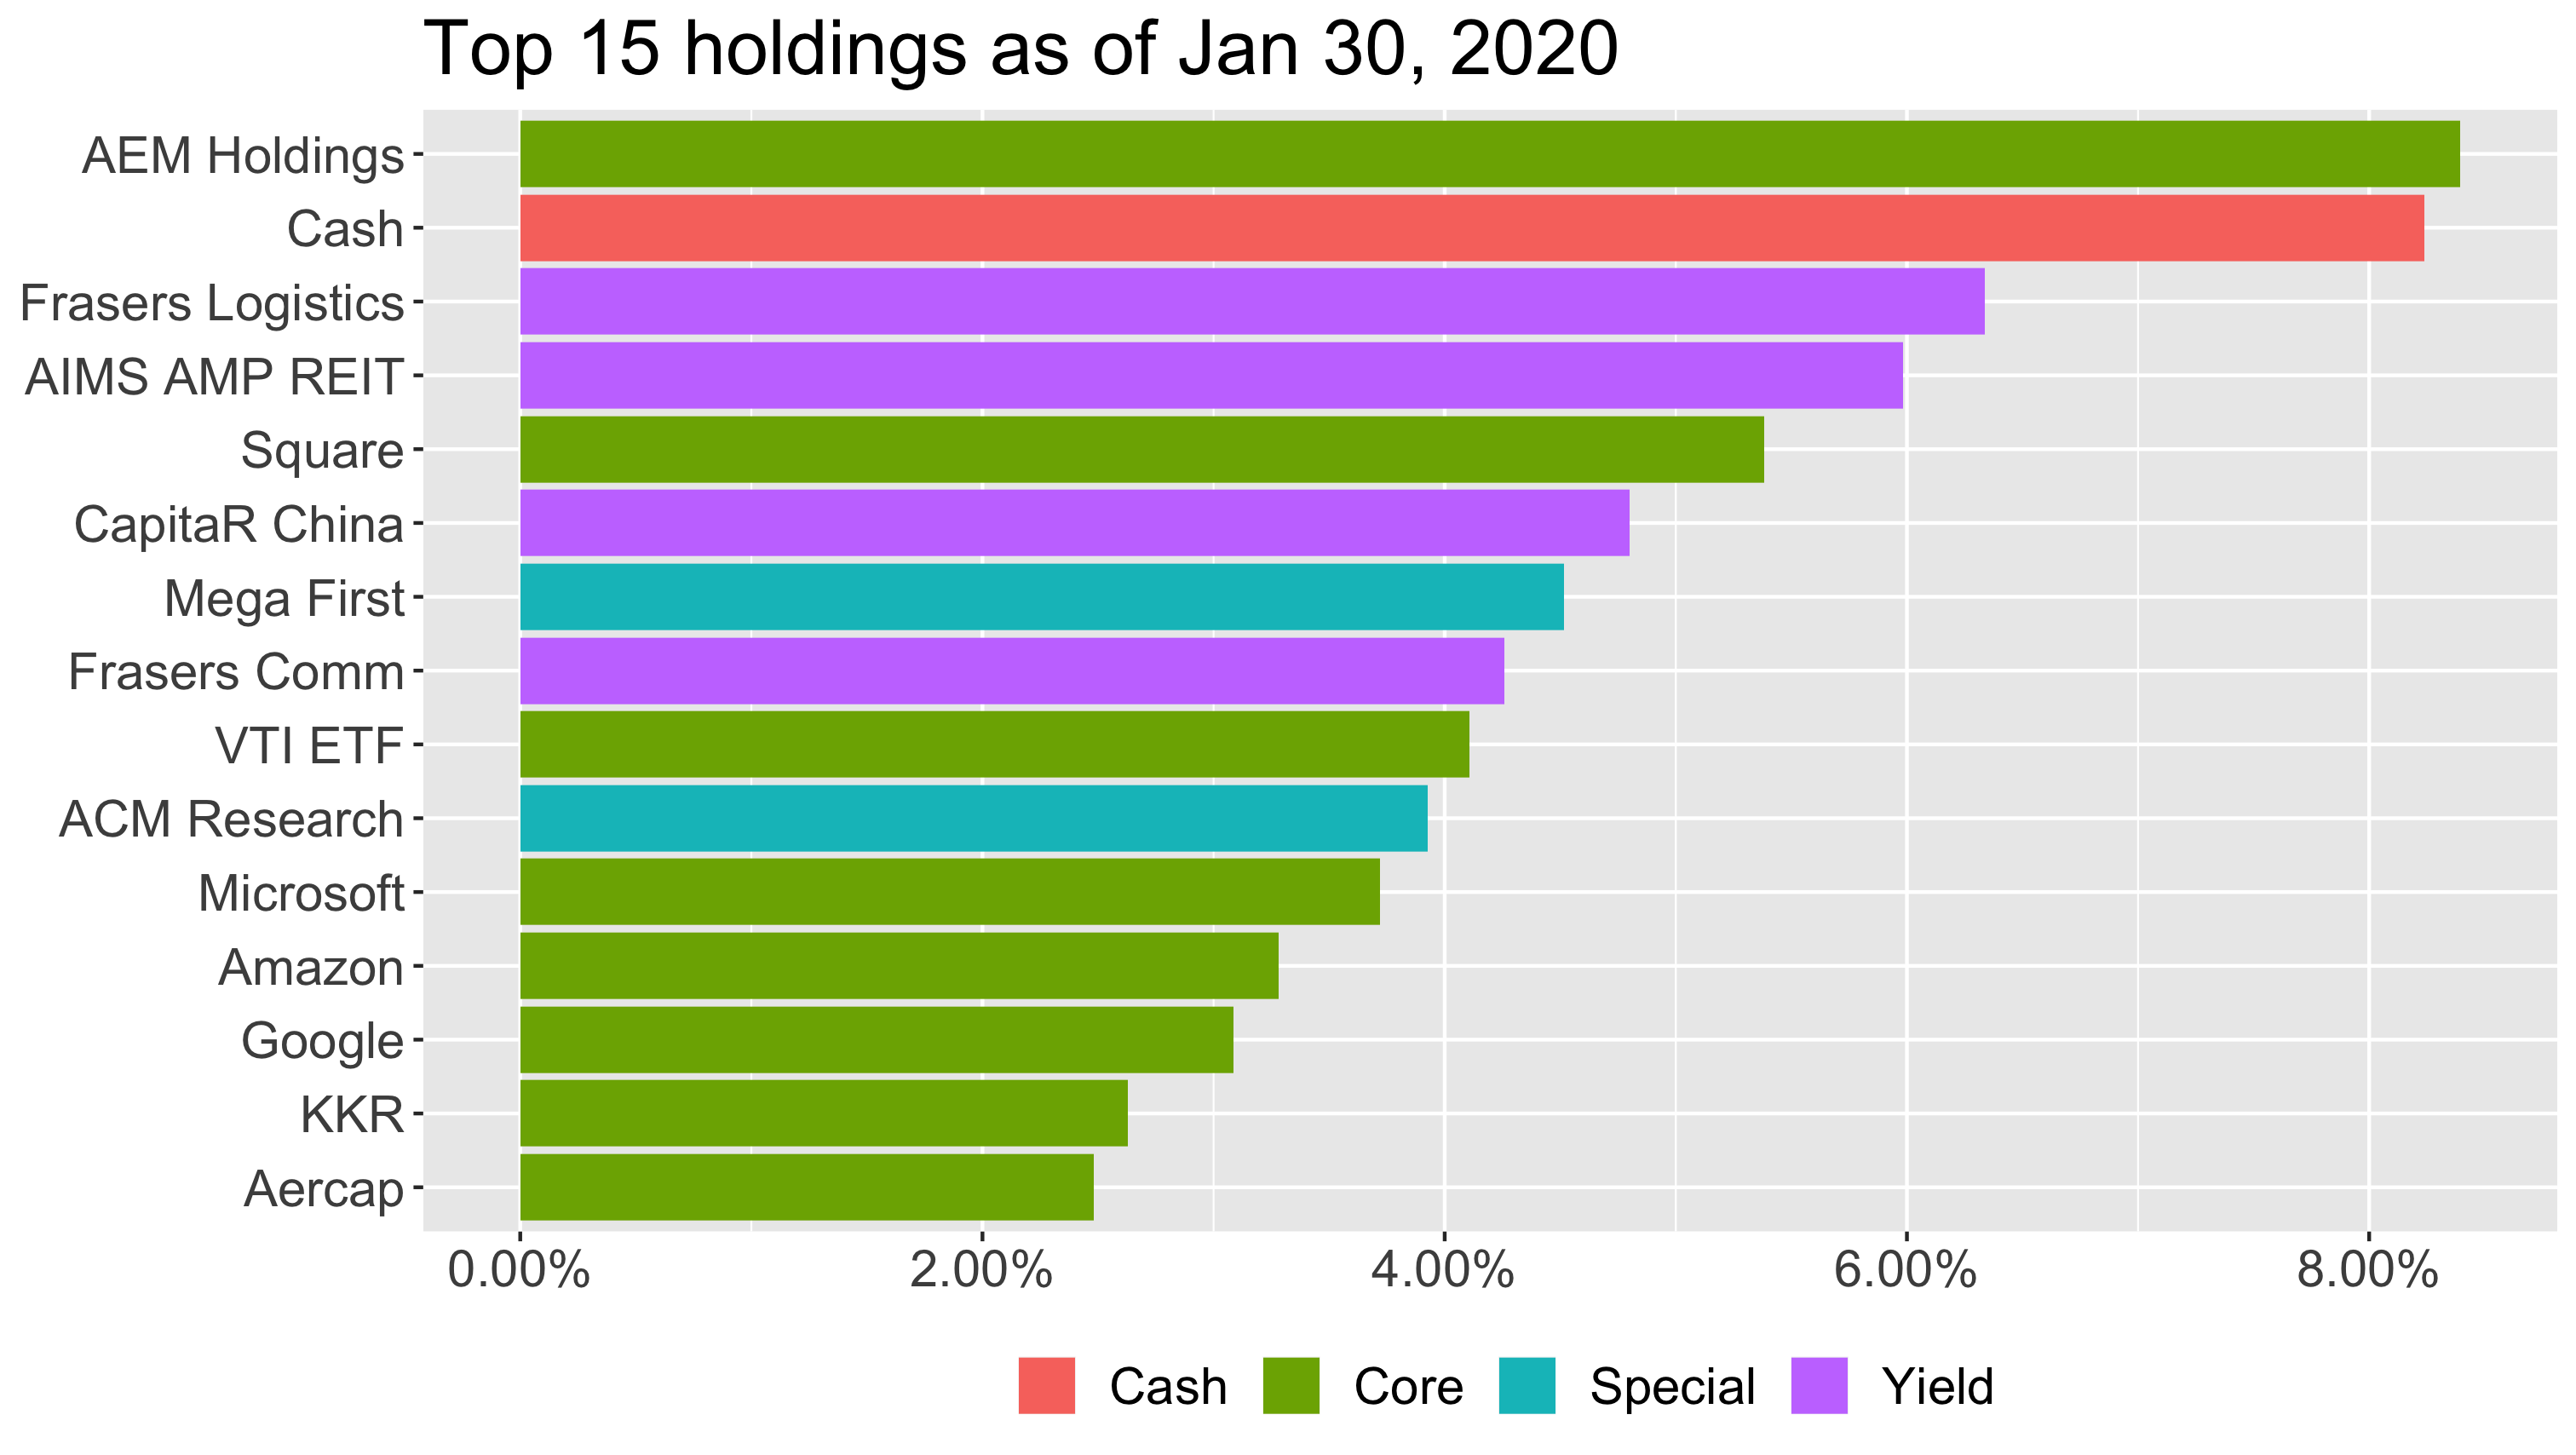 Top 15 holdings as of Jan 30, 2020
AEM Holdings
Cash
Frasers Logistics
AIMS AMP REIT
Square
CapitaR China
Mega First
Frasers Comm
VTI ETF
ACM Research
Microsoft
Amazon
Google
KKR
Aercap
0.00% 2.00% 4.00% 6.00% 8.00%
Cash Core Special Yield